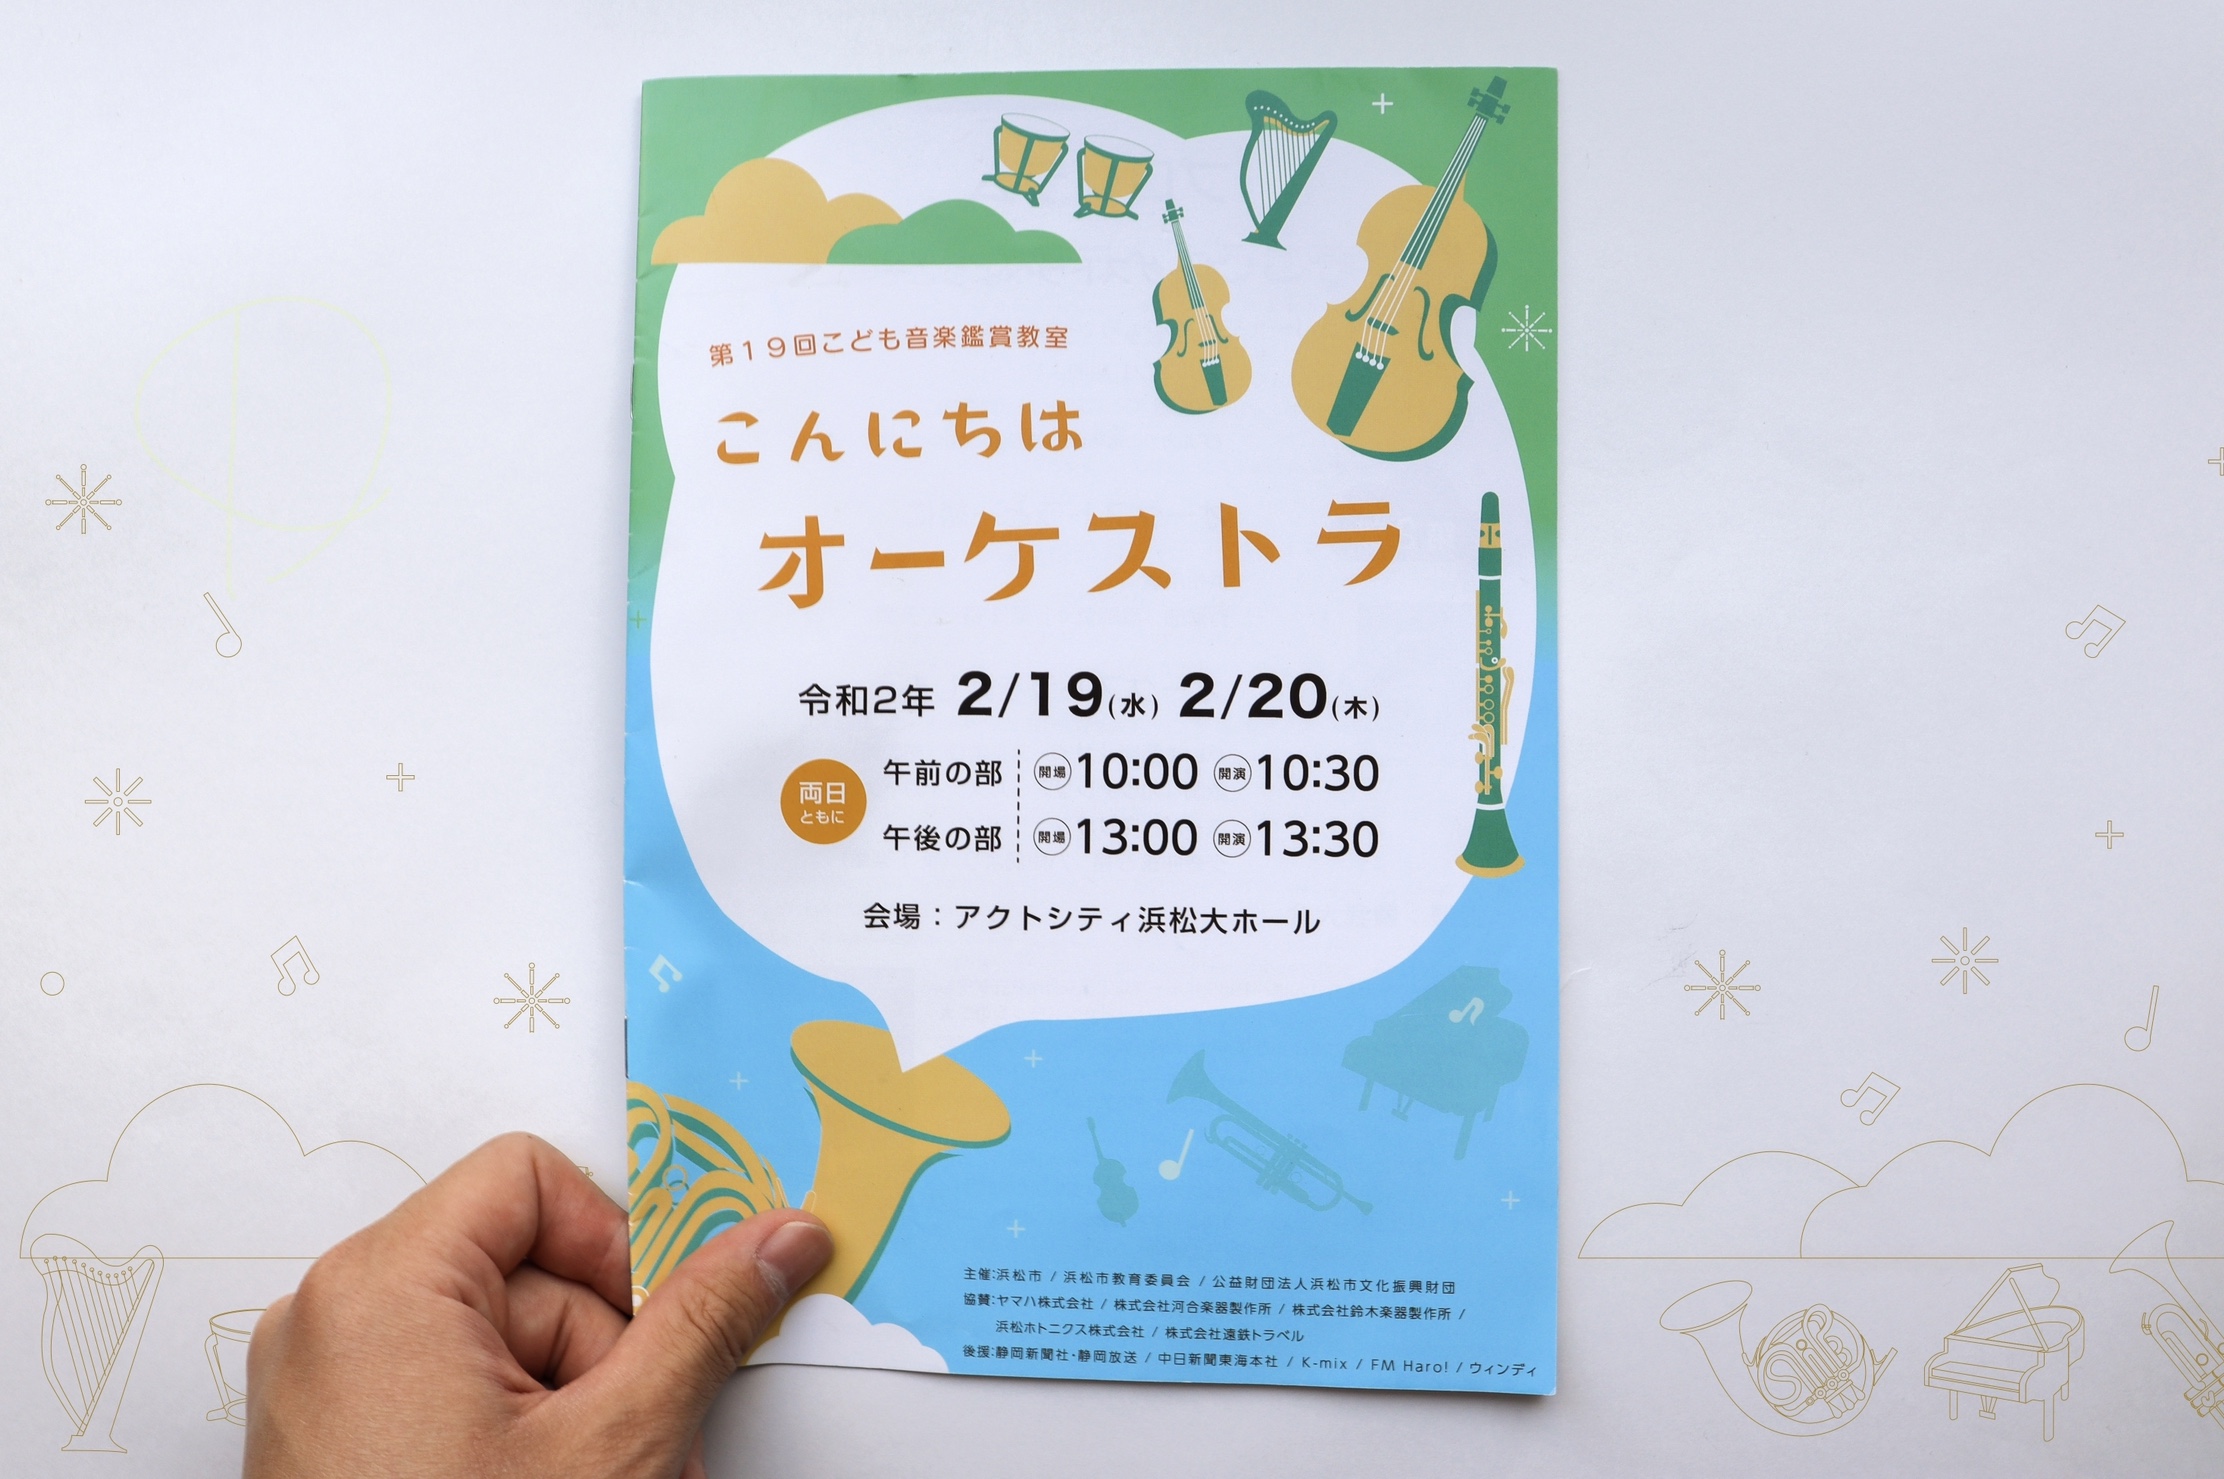 第19回こども音楽鑑賞教室
こんにちは
オーケストラ
令和2年 2/19(水) 2/20(木)
両日
ともに
午前の部 開場10:00 開演10:30
午後の部 開場13:00 開演13:30
会場：アクトシティ浜松大ホール
主催:浜松市 / 浜松市教育委員会 / 公益財団法人浜松市文化振興財団
協賛:ヤマハ株式会社 / 株式会社河合楽器製作所 / 株式会社鈴木楽器製作所 /
浜松ホトニクス株式会社 / 株式会社遠鉄トラベル
後援:静岡新聞社・静岡放送 / 中日新聞東海本社 / K-mix / FM Haro! / ウィンディ